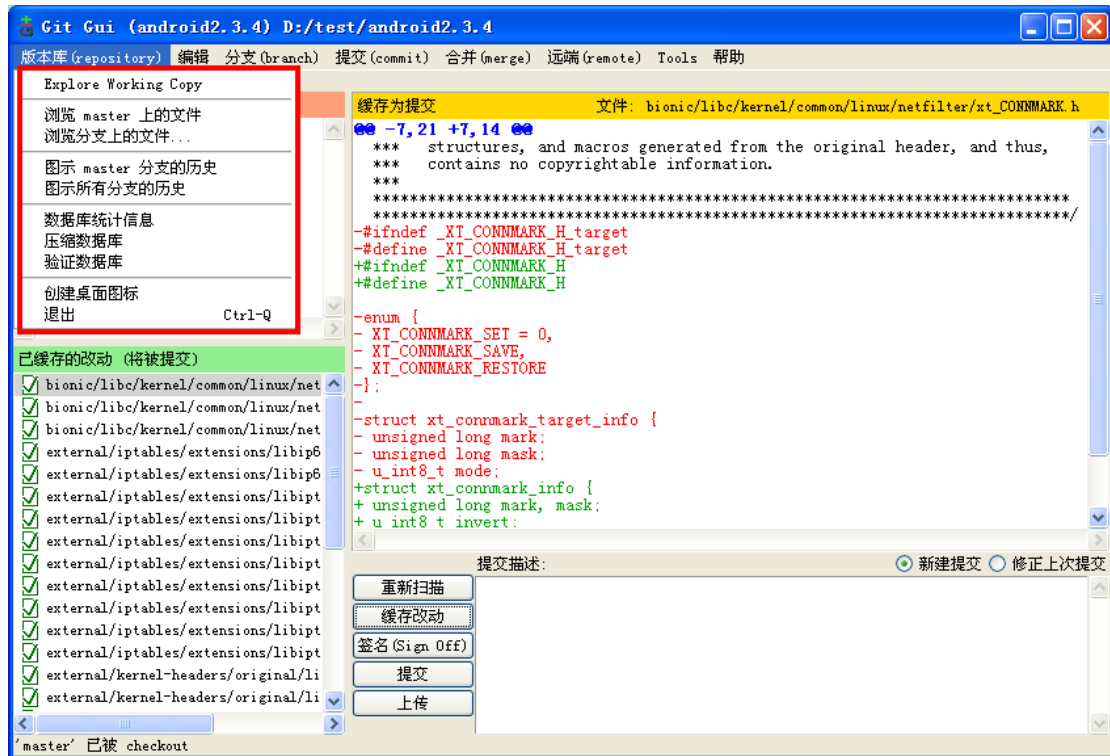 Git Gui (android2.3.4) D:/test/android2.3.4
版本库(repository) 编辑 分支(branch) 提交(commit) 合并(merge) 远端(remote) Tools 帮助
Explore Working Copy
浏览 master 上的文件
浏览分支上的文件...
图示 master 分支的历史
图示所有分支的历史
数据库统计信息
压缩数据库
验证数据库
创建桌面图标
退出 Ctrl-Q
缓存为提交 文件: bionic/libc/kernel/common/linux/netfilter/xt_CONNMARK.h
@@ -7,21 +7,14 @@
*** structures, and macros generated from the original header, and thus,
*** contains no copyrightable information.
***
****************************************************************************
****************************************************************************/
-#ifndef _XT_CONNMARK_H_target
-#define _XT_CONNMARK_H_target
+#ifndef _XT_CONNMARK_H
+#define _XT_CONNMARK_H
-enum {
- XT_CONNMARK_SET = 0,
- XT_CONNMARK_SAVE,
- XT_CONNMARK_RESTORE
-};
-
-struct xt_connmark_target_info {
- unsigned long mark;
- unsigned long mask;
- u_int8_t mode;
+struct xt_connmark_info {
+ unsigned long mark, mask;
+ u_int8_t invert;
已缓存的改动 (将被提交)
bionic/libc/kernel/common/linux/net
bionic/libc/kernel/common/linux/net
bionic/libc/kernel/common/linux/net
external/iptables/extensions/libip6
external/iptables/extensions/libip6
external/iptables/extensions/libipt
external/iptables/extensions/libipt
external/iptables/extensions/libipt
external/iptables/extensions/libipt
external/iptables/extensions/libipt
external/iptables/extensions/libipt
external/iptables/extensions/libipt
external/iptables/extensions/libipt
external/kernel-headers/original/li
external/kernel-headers/original/li
提交描述: 新建提交 修正上次提交
重新扫描
缓存改动
签名(Sign Off)
提交
上传
'master' 已被 checkout